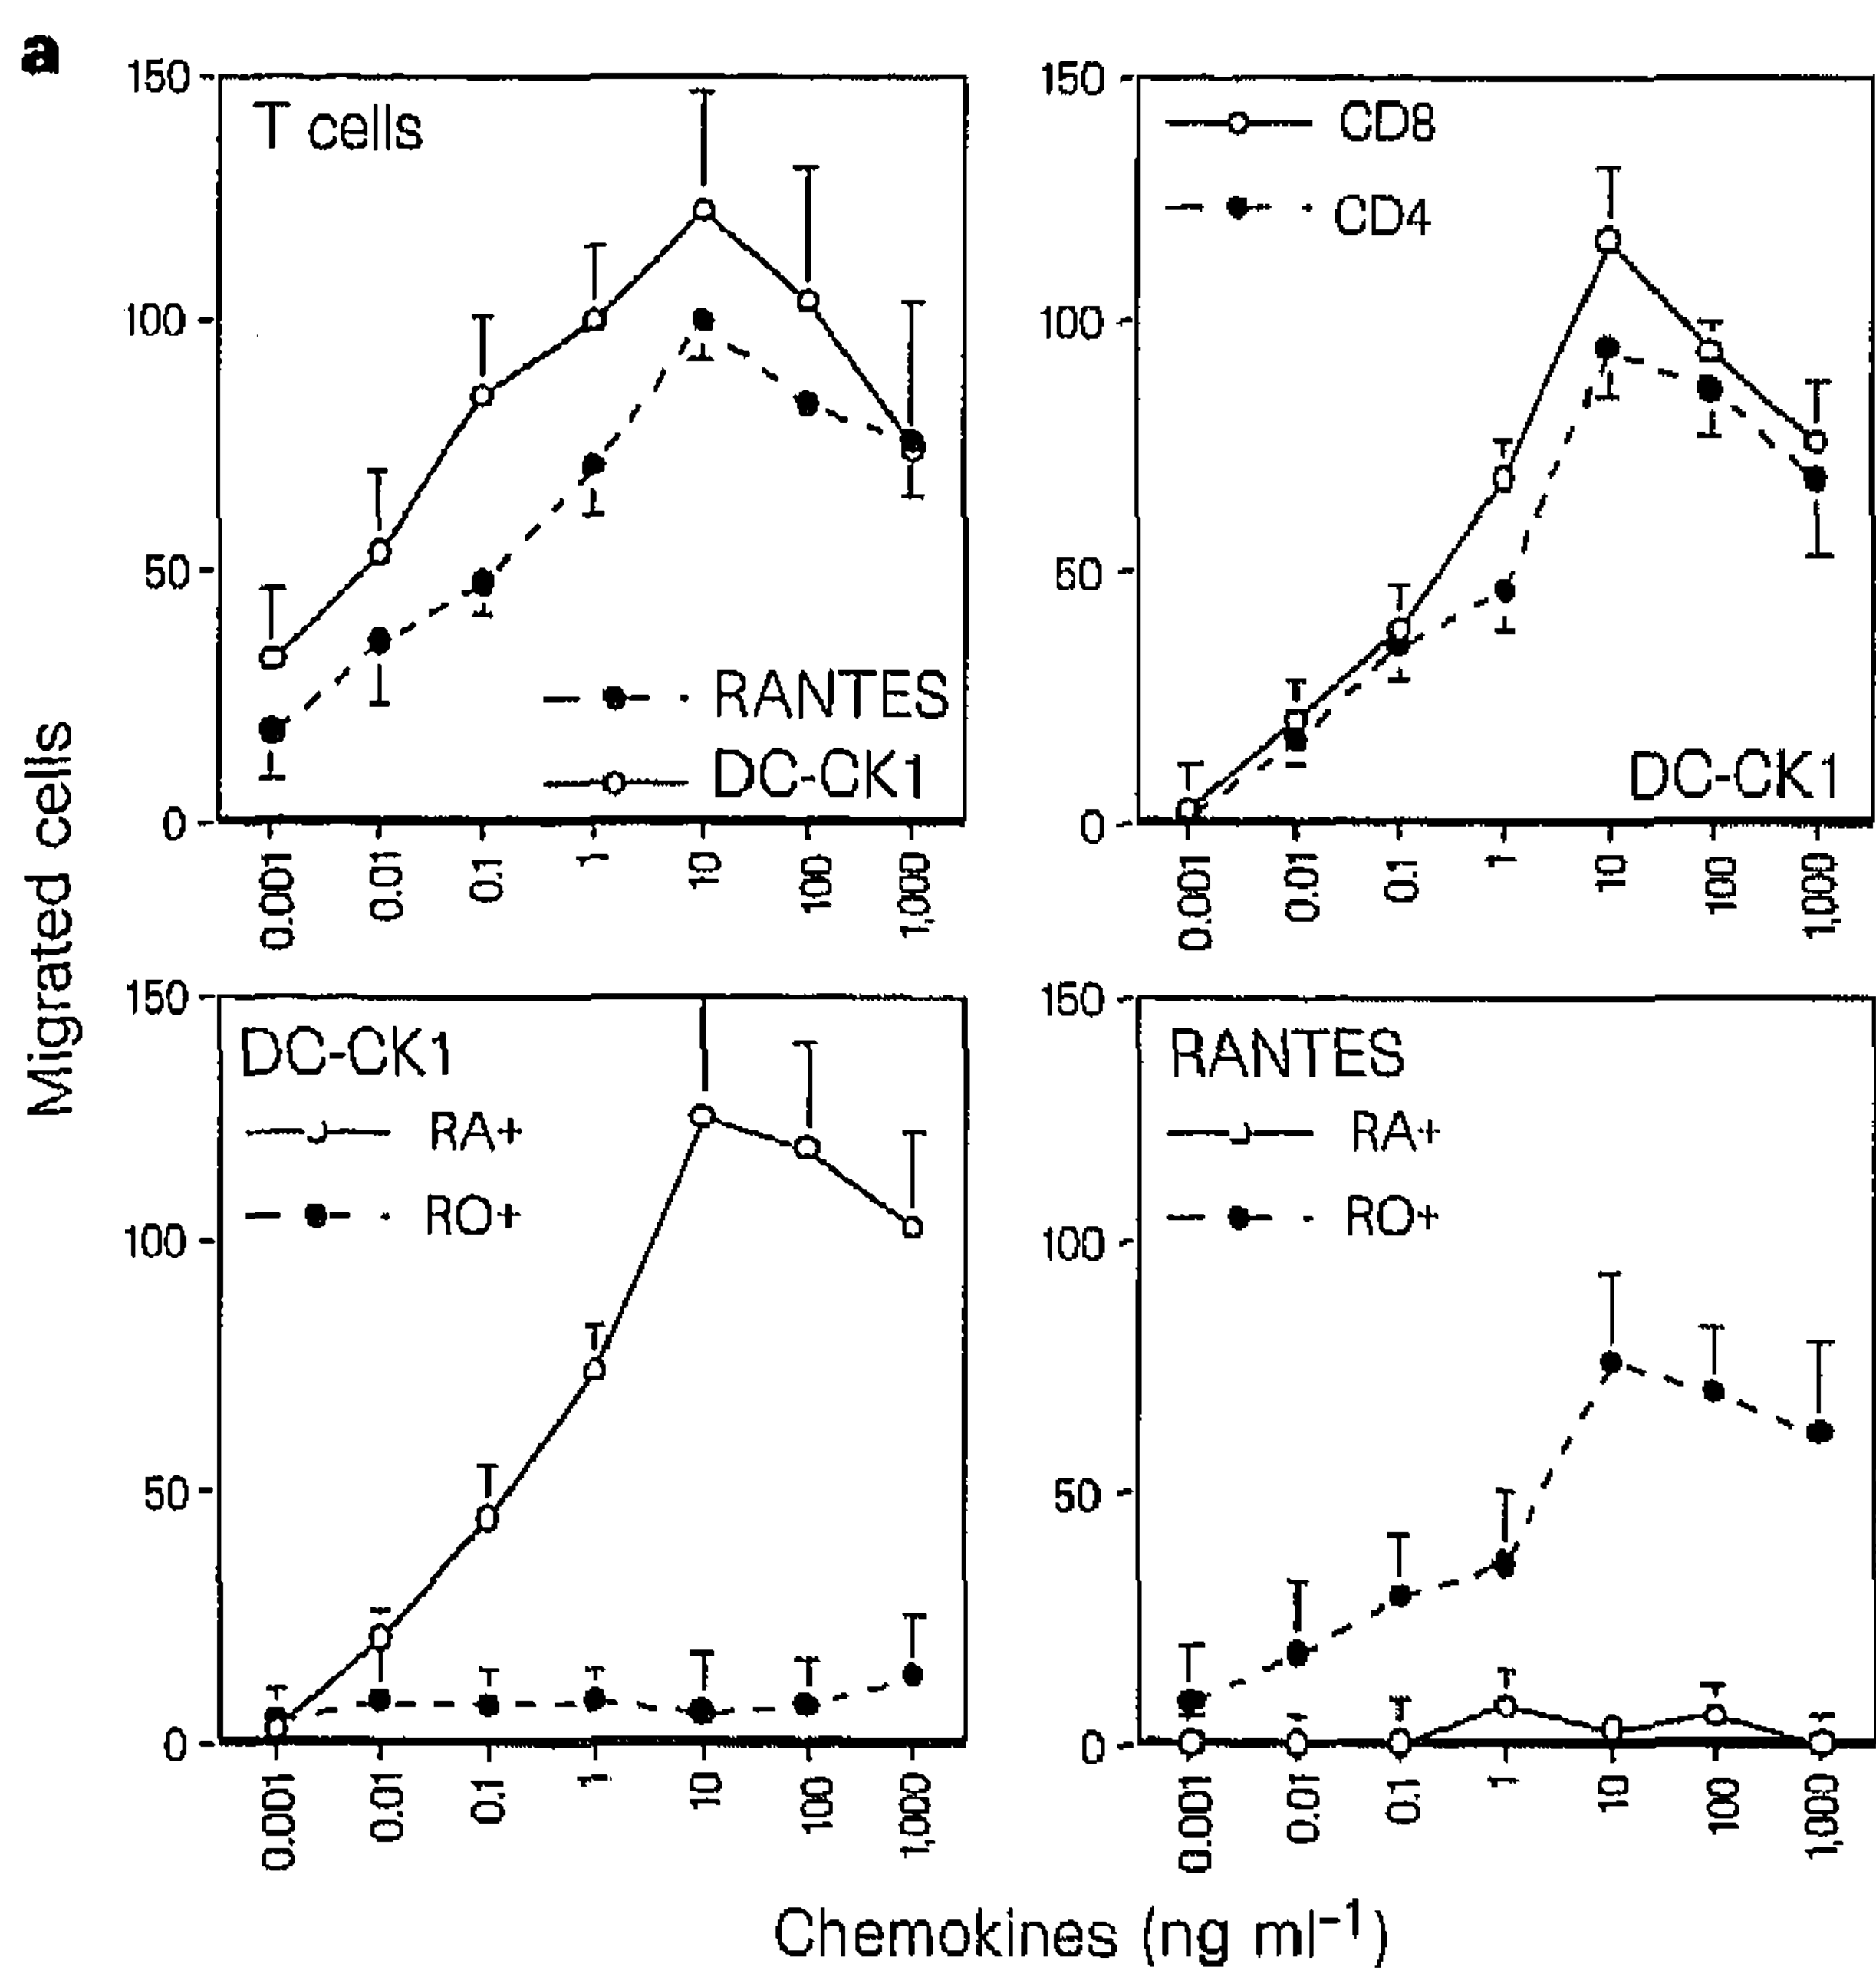 a
Migrated cells
150
100
50
0
T cells
RANTES
DC-CK1
0.001
0.01
0.1
1
10
100
1,000
150
100
50
0
CD8
CD4
DC-CK1
0.001
0.01
0.1
1
10
100
1,000
150
100
50
0
DC-CK1
RA+
RO+
0.001
0.01
0.1
1
10
100
1,000
150
100
50
0
RANTES
RA+
RO+
0.001
0.01
0.1
1
10
100
1,000
Chemokines (ng ml⁻¹)